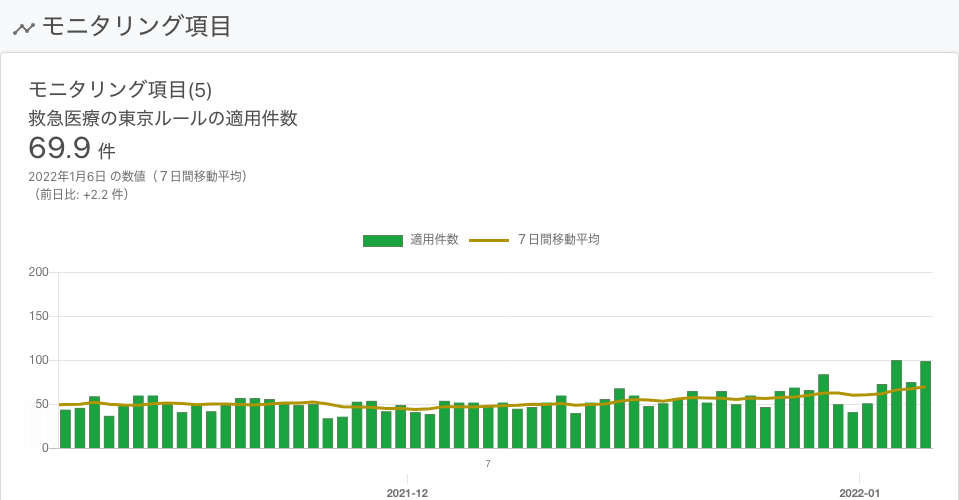 モニタリング項目
モニタリング項目(5)
救急医療の東京ルールの適用件数
69.9 件
2022年1月6日 の数値（７日間移動平均）
（前日比: +2.2 件）
適用件数 ７日間移動平均
200
150
100
50
0
7
2021-12 2022-01